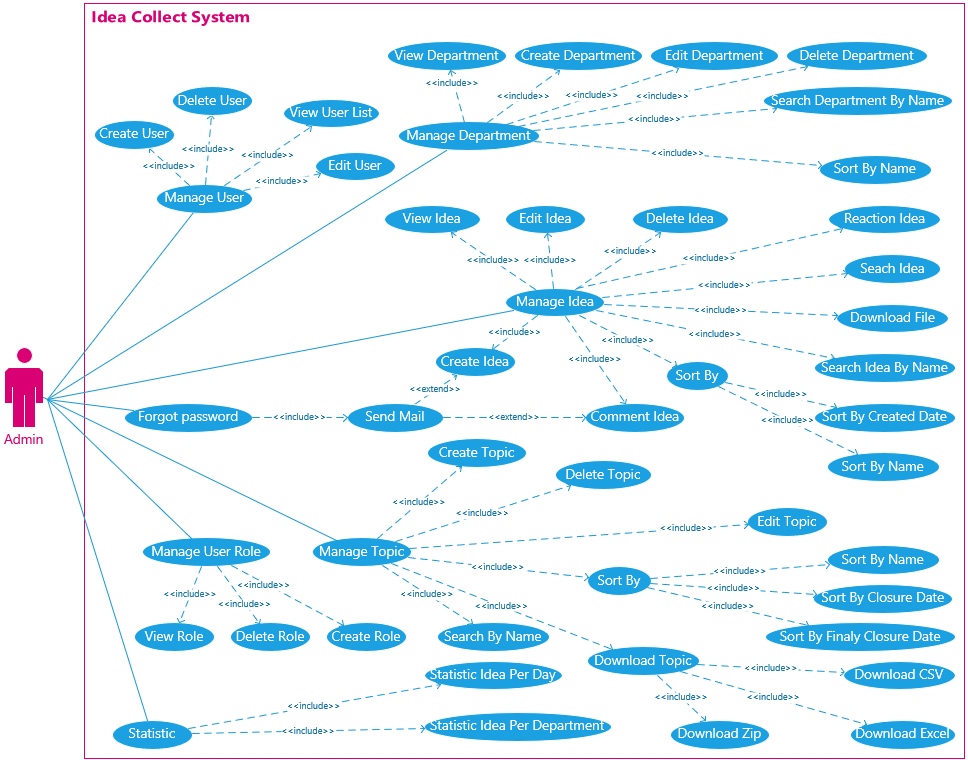 Idea Collect System
View Department
Create Department
Edit Department
Delete Department
<<include>>
<<include>>
<<include>>
<<include>>
Delete User
View User List
Search Department By Name
Create User
Manage Department
<<include>>
<<include>>
<<include>>
<<include>>
<<include>>
Edit User
Sort By Name
<<include>>
Manage User
View Idea
Edit Idea
Delete Idea
Reaction Idea
<<include>>
<<include>>
<<include>>
<<include>>
Seach Idea
<<include>>
Manage Idea
<<include>>
Download File
<<include>>
<<include>>
<<include>>
<<include>>
Create Idea
Search Idea By Name
Sort By
<<extend>>
<<include>>
Forgot password
<<include>>
Send Mail
<<extend>>
Comment Idea
Sort By Created Date
<<include>>
Admin
Create Topic
Sort By Name
Delete Topic
<<include>>
<<include>>
Edit Topic
<<include>>
Manage User Role
Manage Topic
Sort By Name
<<include>>
<<include>>
Sort By
<<include>>
<<include>>
<<include>>
<<include>>
Sort By Closure Date
<<include>>
<<include>>
<<include>>
View Role
Delete Role
Create Role
Search By Name
Sort By Finaly Closure Date
Download Topic
<<include>>
Statistic Idea Per Day
Download CSV
<<include>>
<<include>>
<<include>>
Statistic Idea Per Department
Statistic
<<include>>
Download Zip
Download Excel